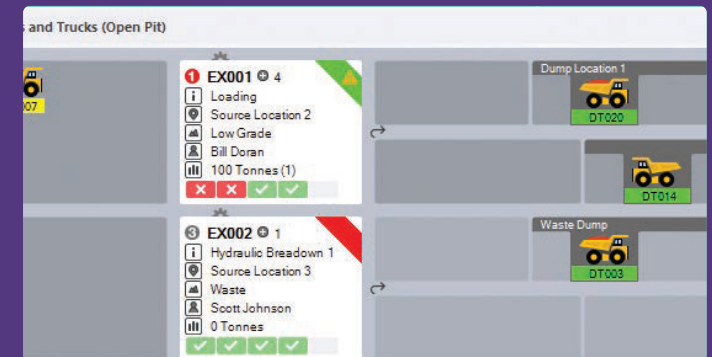 and Trucks (Open Pit)
07
1 EX001 4
Loading
Source Location 2
Low Grade
Bill Doran
100 Tonnes (1)
Dump Location 1
DT020
DT014
3 EX002 1
Hydraulic Breadown 1
Source Location 3
Waste
Scott Johnson
0 Tonnes
Waste Dump
DT003